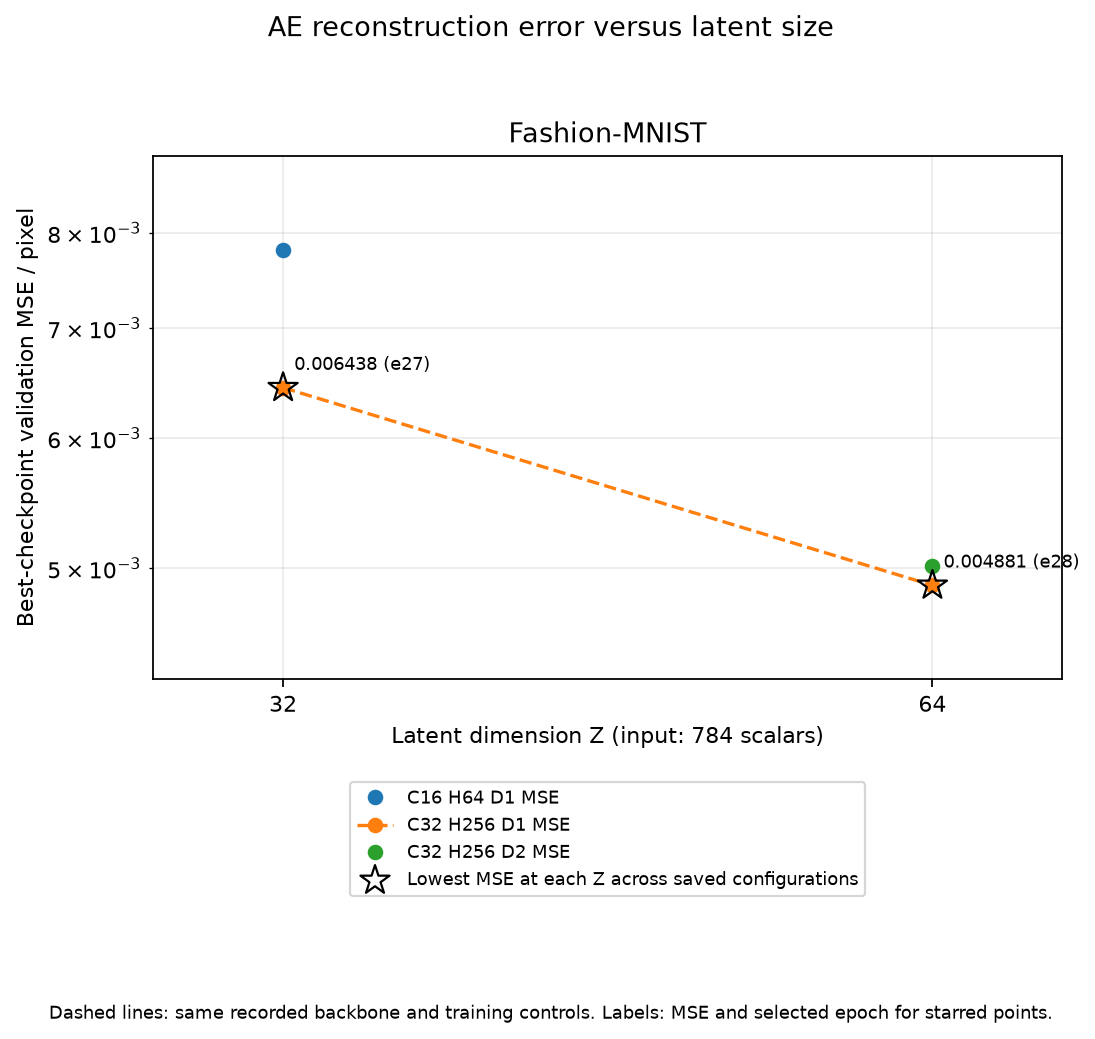 AE reconstruction error versus latent size
Fashion-MNIST
Best-checkpoint validation MSE / pixel
8 × 10⁻³
7 × 10⁻³
6 × 10⁻³
5 × 10⁻³
0.006438 (e27)
0.004881 (e28)
32
64
Latent dimension Z (input: 784 scalars)
C16 H64 D1 MSE
C32 H256 D1 MSE
C32 H256 D2 MSE
Lowest MSE at each Z across saved configurations
Dashed lines: same recorded backbone and training controls. Labels: MSE and selected epoch for starred points.